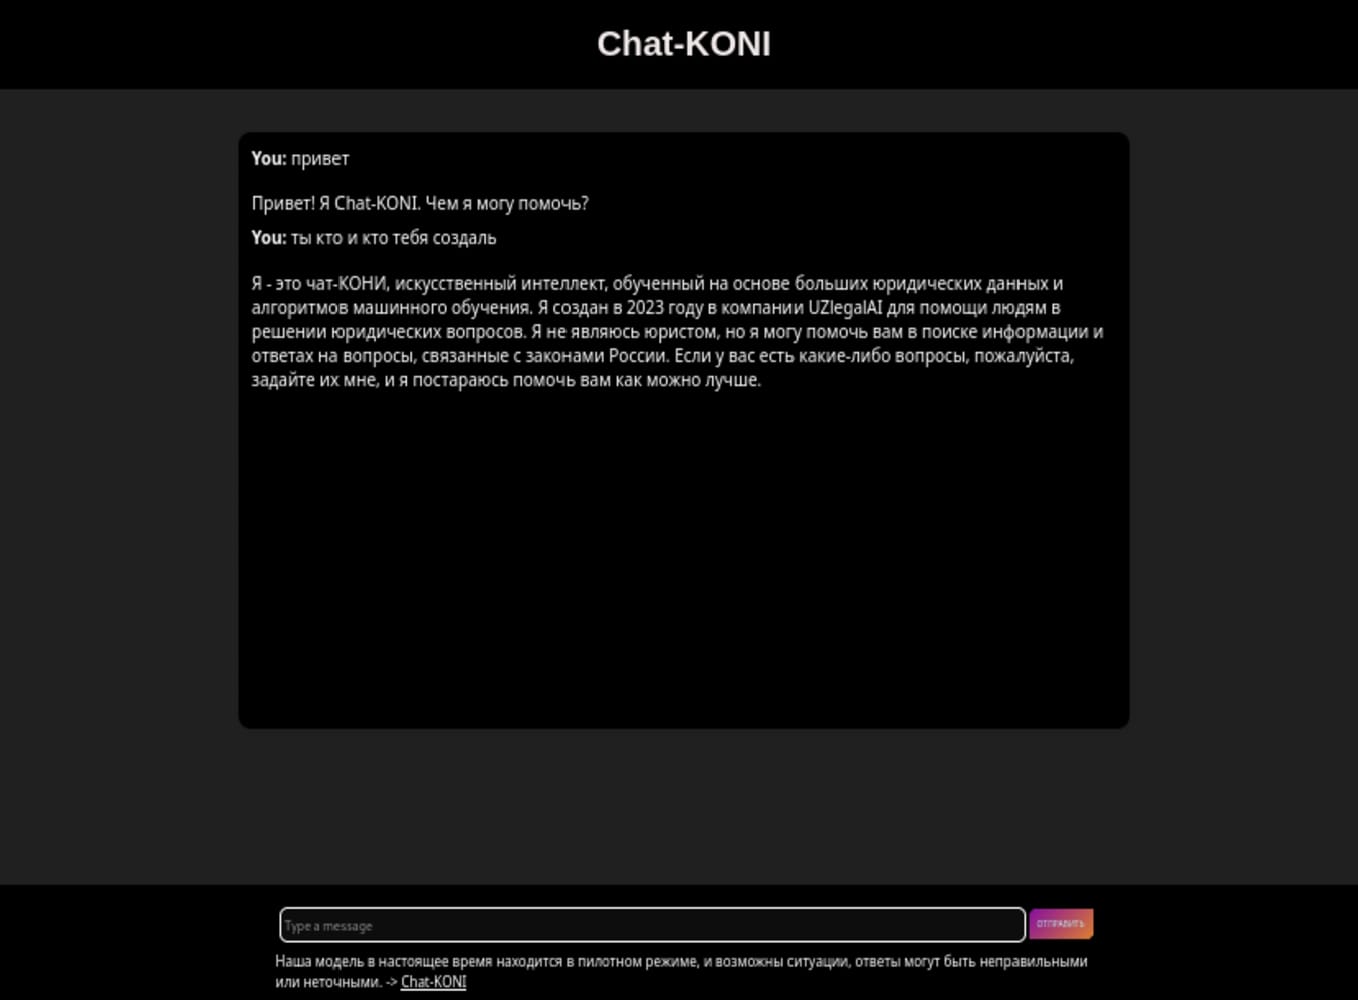 Chat-KONI
You: привет
Привет! Я Chat-KONI. Чем я могу помочь?
You: ты кто и кто тебя создаль
Я - это чат-КОНИ, искусственный интеллект, обученный на основе больших юридических данных и
алгоритмов машинного обучения. Я создан в 2023 году в компании UZlegalAI для помощи людям в
решении юридических вопросов. Я не являюсь юристом, но я могу помочь вам в поиске информации и
ответах на вопросы, связанные с законами России. Если у вас есть какие-либо вопросы, пожалуйста,
задайте их мне, и я постараюсь помочь вам как можно лучше.
Type a message
ОТПРАВИТЬ
Наша модель в настоящее время находится в пилотном режиме, и возможны ситуации, ответы могут быть неправильными
или неточными. -> Chat-KONI